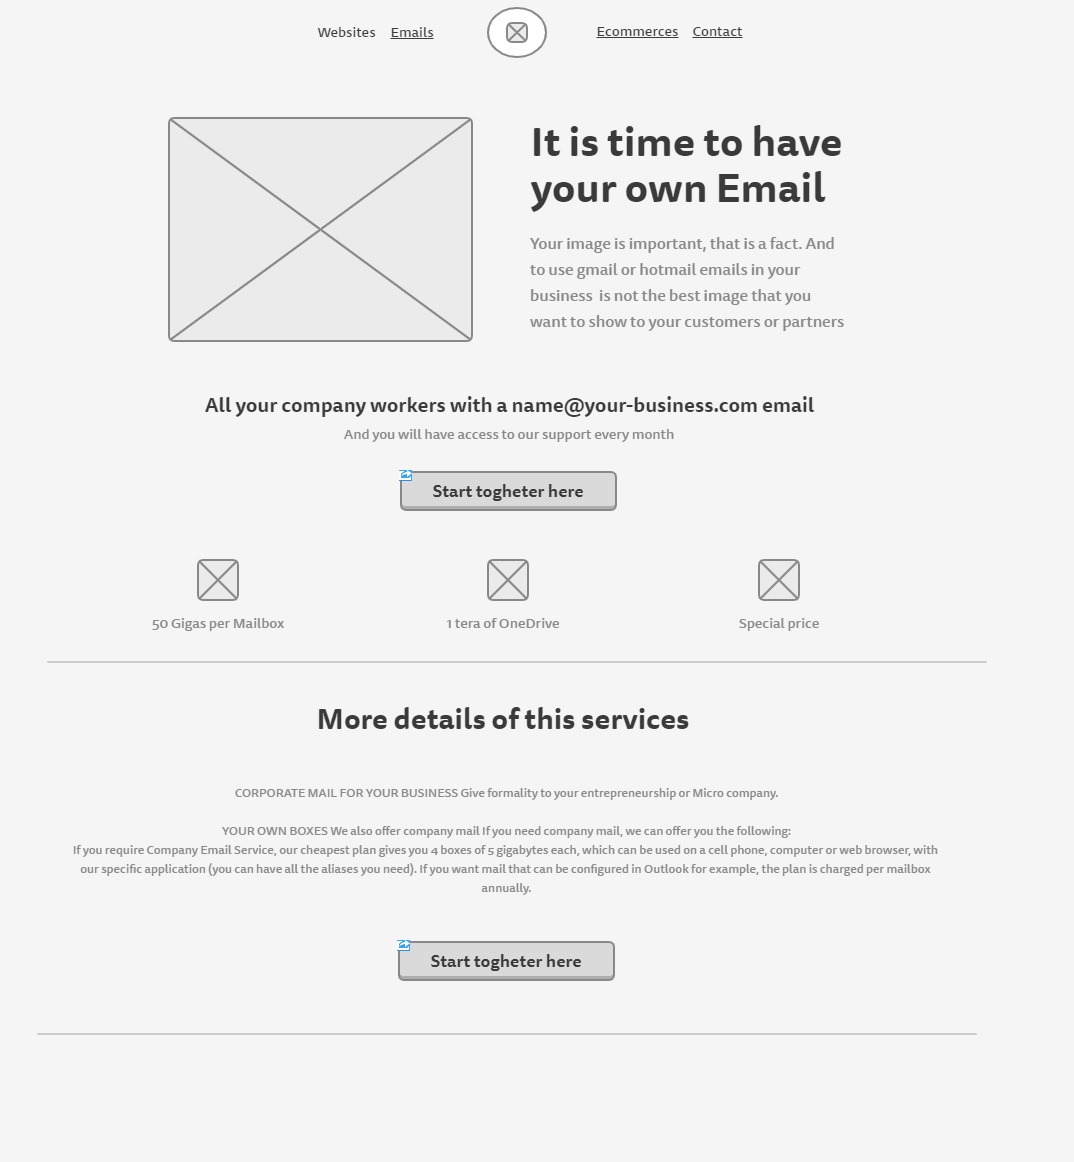 Websites Emails Ecommerces Contact
It is time to have
your own Email
Your image is important, that is a fact. And
to use gmail or hotmail emails in your
business  is not the best image that you
want to show to your customers or partners
All your company workers with a name@your-business.com email
And you will have access to our support every month
Start togheter here
50 Gigas per Mailbox 1 tera of OneDrive Special price
More details of this services
CORPORATE MAIL FOR YOUR BUSINESS Give formality to your entrepreneurship or Micro company.
YOUR OWN BOXES We also offer company mail If you need company mail, we can offer you the following:
If you require Company Email Service, our cheapest plan gives you 4 boxes of 5 gigabytes each, which can be used on a cell phone, computer or web browser, with
our specific application (you can have all the aliases you need). If you want mail that can be configured in Outlook for example, the plan is charged per mailbox
annually.
Start togheter here